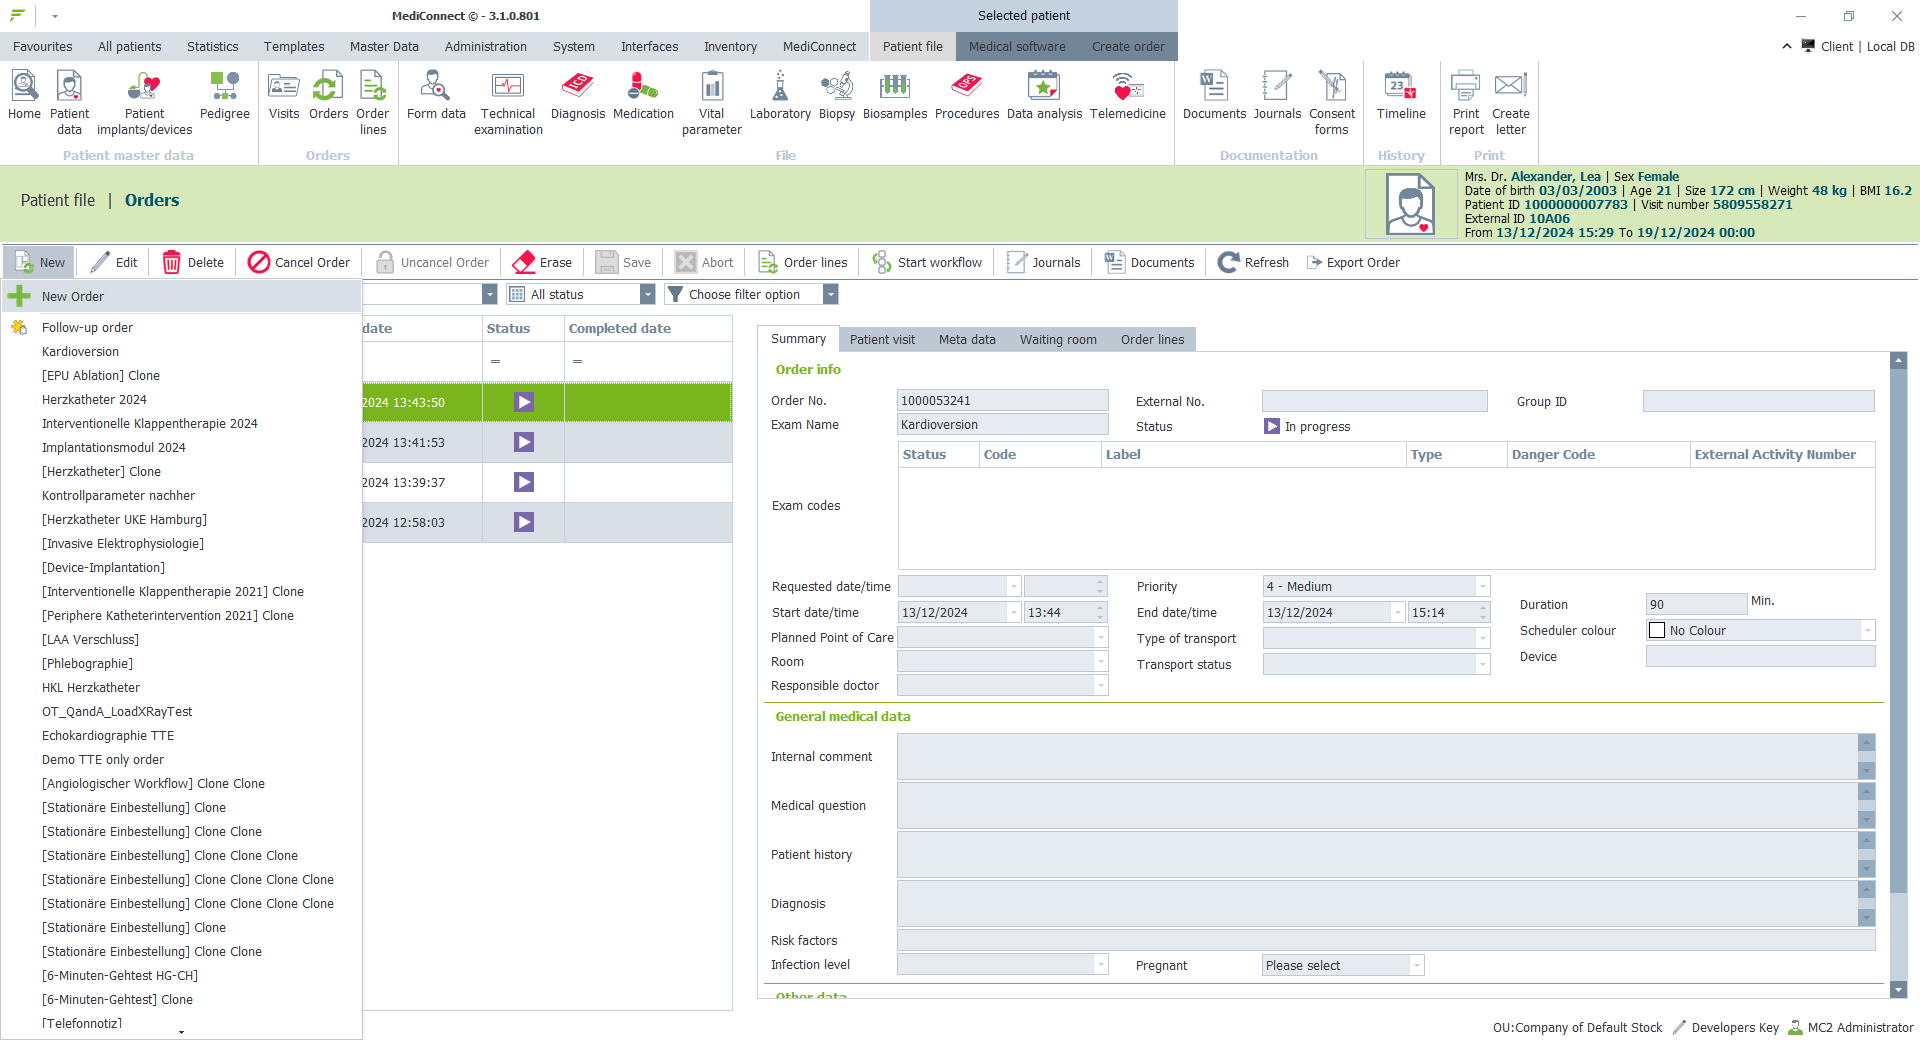 MediConnect © - 3.1.0.801
Selected patient
Favourites
All patients
Statistics
Templates
Master Data
Administration
System
Interfaces
Inventory
MediConnect
Patient file
Medical software
Create order
Client | Local DB
Home
Patient data
Patient implants/devices
Pedigree
Visits
Orders
Order lines
Form data
Technical examination
Diagnosis
Medication
Vital parameter
Laboratory
Biopsy
Biosamples
Procedures
Data analysis
Telemedicine
Documents
Journals
Consent forms
Timeline
Print report
Create letter
Patient master data
Orders
File
Documentation
History
Print
Patient file | Orders
Mrs. Dr. Alexander, Lea | Sex Female
Date of birth 03/03/2003 | Age 21 | Size 172 cm | Weight 48 kg | BMI 16.2
Patient ID 1000000007783 | Visit number 5809558271
External ID 10A06
From 13/12/2024 15:29 To 19/12/2024 00:00
New
Edit
Delete
Cancel Order
Uncancel Order
Erase
Save
Abort
Order lines
Start workflow
Journals
Documents
Refresh
Export Order
New Order
Follow-up order
Kardioversion
[EPU Ablation] Clone
Herzkatheter 2024
Interventionelle Klappentherapie 2024
Implantationsmodul 2024
[Herzkatheter] Clone
Kontrollparameter nachher
[Herzkatheter UKE Hamburg]
[Invasive Elektrophysiologie]
[Device-Implantation]
[Interventionelle Klappentherapie 2021] Clone
[Periphere Katheterintervention 2021] Clone
[LAA Verschluss]
[Phlebographie]
HKL Herzkatheter
OT_QandA_LoadXRayTest
Echokardiographie TTE
Demo TTE only order
[Angiologischer Workflow] Clone Clone
[Stationäre Einbestellung] Clone
[Stationäre Einbestellung] Clone Clone
[Stationäre Einbestellung] Clone Clone Clone
[Stationäre Einbestellung] Clone Clone Clone Clone
[Stationäre Einbestellung] Clone Clone Clone Clone
[Stationäre Einbestellung] Clone
[Stationäre Einbestellung] Clone Clone
[6-Minuten-Gehtest HG-CH]
[6-Minuten-Gehtest] Clone
[Telefonnotiz]
All status
Choose filter option
date
Status
Completed date
=
=
2024 13:43:50
2024 13:41:53
2024 13:39:37
2024 12:58:03
Summary
Patient visit
Meta data
Waiting room
Order lines
Order info
Order No.
1000053241
External No.
Group ID
Exam Name
Kardioversion
Status
In progress
Status
Code
Label
Type
Danger Code
External Activity Number
Exam codes
Requested date/time
Priority
4 - Medium
Start date/time
13/12/2024
13:44
End date/time
13/12/2024
15:14
Duration
90
Min.
Planned Point of Care
Type of transport
Scheduler colour
No Colour
Room
Transport status
Device
Responsible doctor
General medical data
Internal comment
Medical question
Patient history
Diagnosis
Risk factors
Infection level
Pregnant
Please select
Other data
OU:Company of Default Stock
Developers Key
MC2 Administrator